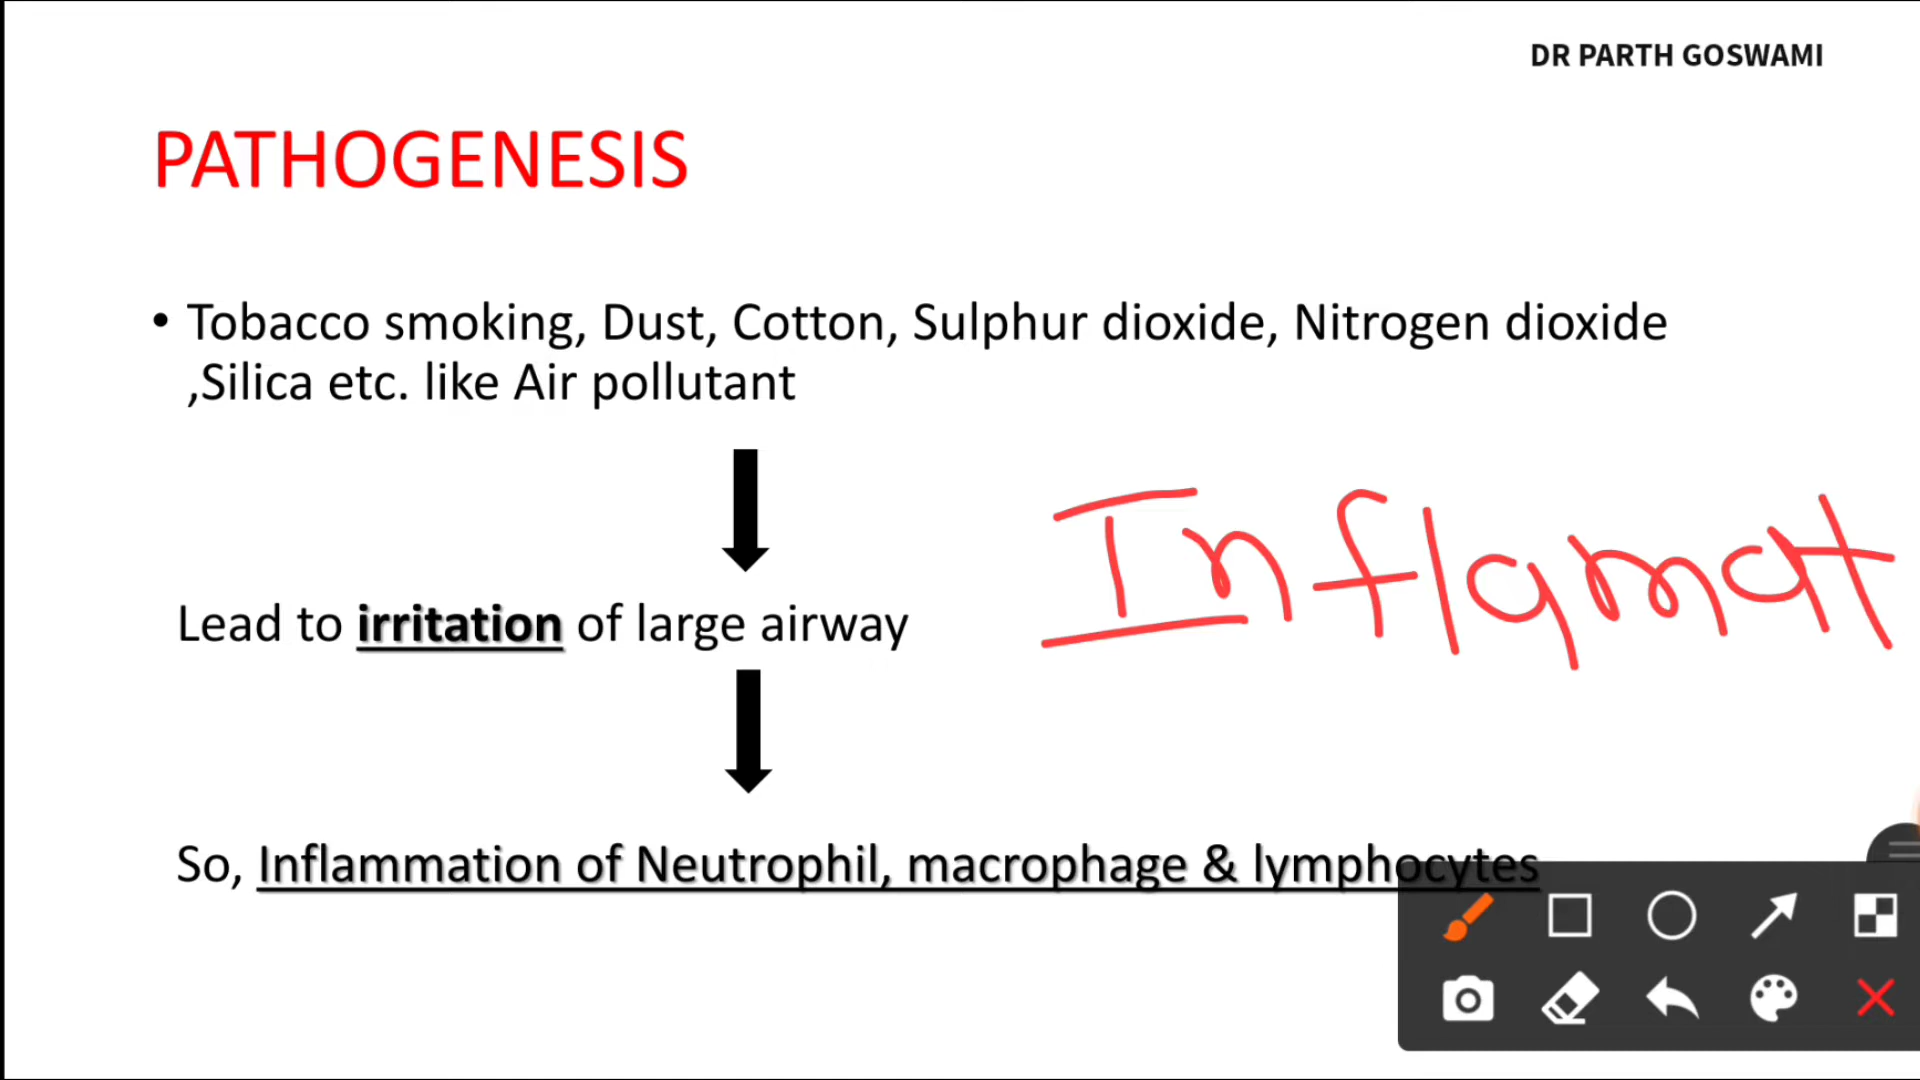 DR PARTH GOSWAMI
PATHOGENESIS
• Tobacco smoking, Dust, Cotton, Sulphur dioxide, Nitrogen dioxide
,Silica etc. like Air pollutant
Lead to irritation of large airway
Inflamat
So, Inflammation of Neutrophil, macrophage & lymphocytes